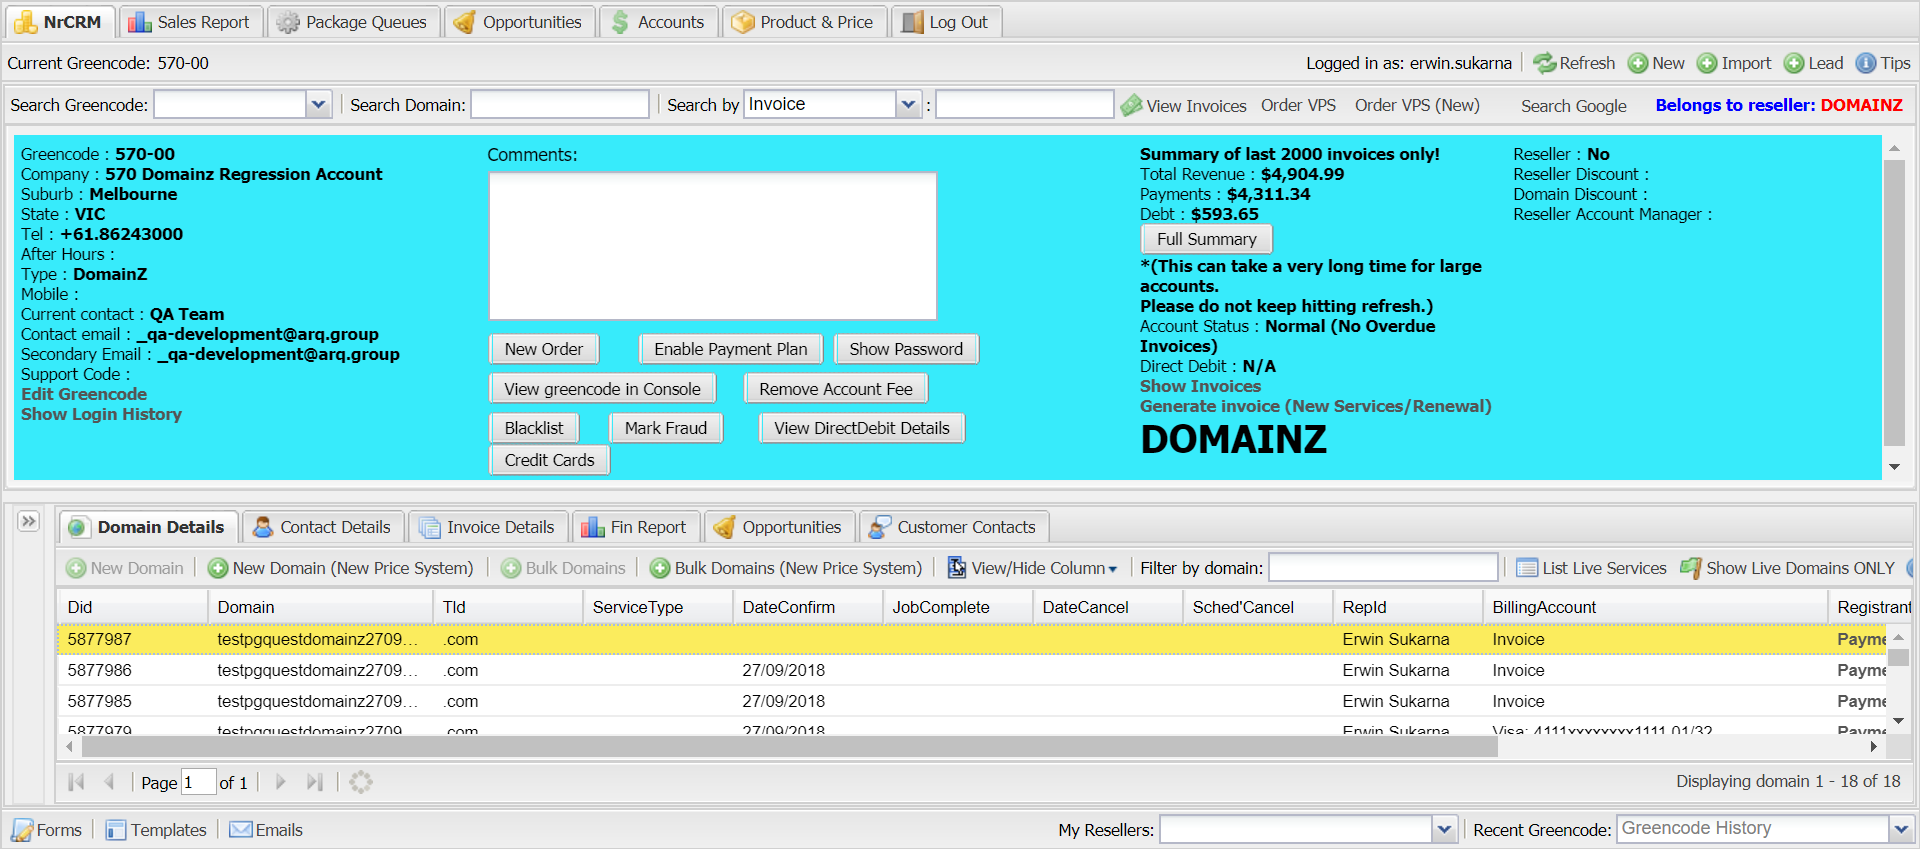 NrCRM Sales Report Package Queues Opportunities Accounts Product & Price Log Out
Current Greencode: 570-00 Logged in as: erwin.sukarna Refresh New Import Lead Tips
Search Greencode: Search Domain: Search by Invoice : View Invoices Order VPS Order VPS (New) Search Google Belongs to reseller: DOMAINZ
Greencode : 570-00
Company : 570 Domainz Regression Account
Suburb : Melbourne
State : VIC
Tel : +61.86243000
After Hours :
Type : DomainZ
Mobile :
Current contact : QA Team
Contact email : _qa-development@arq.group
Secondary Email : _qa-development@arq.group
Support Code :
Edit Greencode
Show Login History
Comments:
New Order Enable Payment Plan Show Password
View greencode in Console Remove Account Fee
Blacklist Mark Fraud View DirectDebit Details
Credit Cards
Summary of last 2000 invoices only!
Total Revenue : $4,904.99
Payments : $4,311.34
Debt : $593.65
Full Summary
*(This can take a very long time for large
accounts.
Please do not keep hitting refresh.)
Account Status : Normal (No Overdue
Invoices)
Direct Debit : N/A
Show Invoices
Generate invoice (New Services/Renewal)
DOMAINZ
Reseller : No
Reseller Discount :
Domain Discount :
Reseller Account Manager :
Domain Details Contact Details Invoice Details Fin Report Opportunities Customer Contacts
New Domain New Domain (New Price System) Bulk Domains Bulk Domains (New Price System) View/Hide Column Filter by domain: List Live Services Show Live Domains ONLY
Did Domain Tld ServiceType DateConfirm JobComplete DateCancel Sched'Cancel RepId BillingAccount Registrant
5877987 testpgquestdomainz2709... .com Erwin Sukarna Invoice Payme
5877986 testpgquestdomainz2709... .com 27/09/2018 Erwin Sukarna Invoice Payme
5877985 testpgquestdomainz2709... .com 27/09/2018 Erwin Sukarna Invoice Payme
5877979 testpgquestdomainz2709... .com 27/09/2018 Erwin Sukarna Visa: 4111xxxxxxxx1111 01/32 Payme
Page 1 of 1 Displaying domain 1 - 18 of 18
Forms Templates Emails My Resellers: Recent Greencode: Greencode History